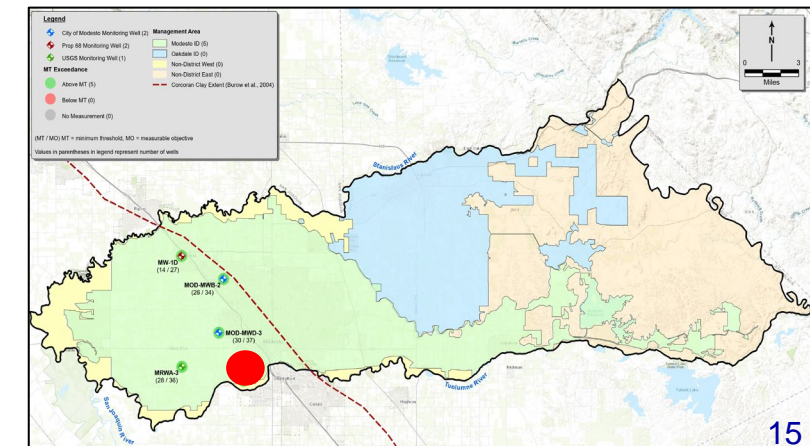 Legend
City of Modesto Monitoring Well (2)
Prop 68 Monitoring Well (2)
USGS Monitoring Well (1)
MT Exceedance
Above MT (5)
Below MT (0)
No Measurement (0)
Management Area
Modesto ID (5)
Oakdale ID (0)
Non-District West (0)
Non-District East (0)
Corcoran Clay Extent (Burow et al., 2004)
(MT / MO) MT = minimum threshold, MO = measurable objective
Values in parentheses in legend represent number of wells
N
0 3
Miles
Stanislaus River
MW-1D
(14 / 27)
MOD-MWB-2
(26 / 34)
MOD-MWD-3
(30 / 37)
MRWA-3
(28 / 36)
Tuolumne River
San Joaquin River
15